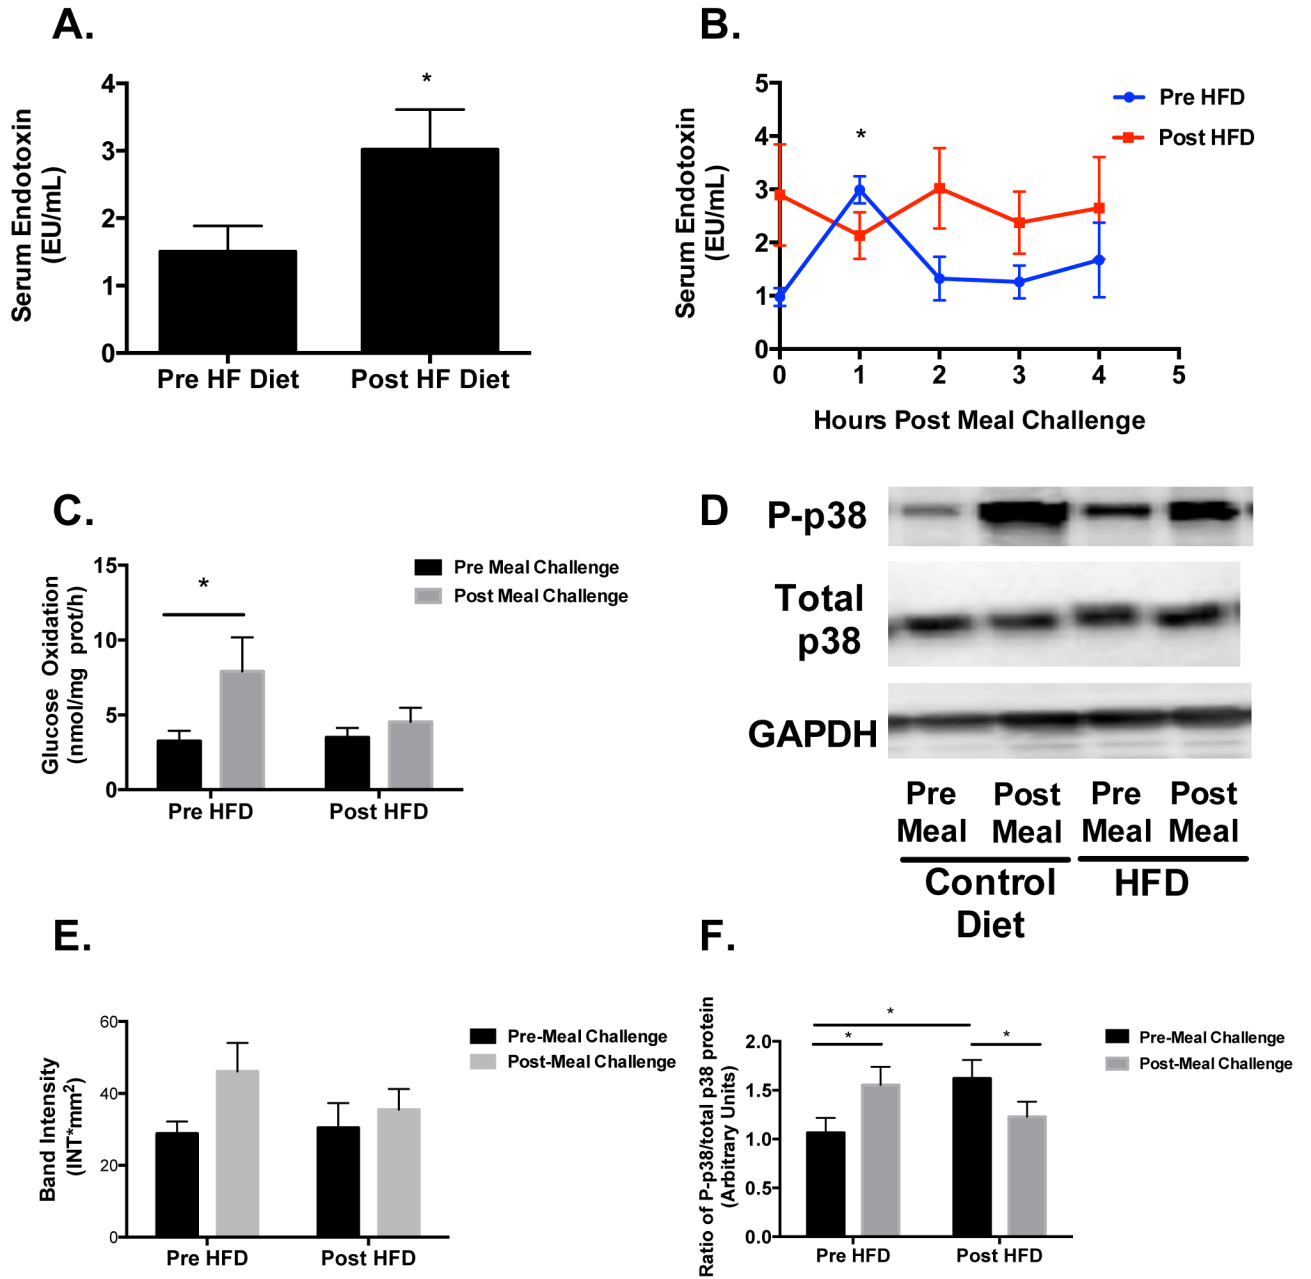 A.
4
3
2
1
0
Serum Endotoxin
(EU/mL)
*
Pre HF Diet
Post HF Diet
B.
5
4
3
2
1
0
Serum Endotoxin
(EU/mL)
*
Pre HFD
Post HFD
0
1
2
3
4
5
Hours Post Meal Challenge
C.
15
10
5
0
Glucose Oxidation
(nmol/mg prot/h)
*
Pre Meal Challenge
Post Meal Challenge
Pre HFD
Post HFD
D
P-p38
Total
p38
GAPDH
Pre
Meal
Post
Meal
Pre
Meal
Post
Meal
Control
Diet
HFD
E.
60
40
20
0
Band Intensity
(INT*mm2)
Pre-Meal Challenge
Post-Meal Challenge
Pre HFD
Post HFD
F.
2.0
1.5
1.0
0.5
0.0
Ratio of P-p38/total p38 protein
(Arbitrary Units)
*
*
*
Pre-Meal Challenge
Post-Meal Challenge
Pre HFD
Post HFD